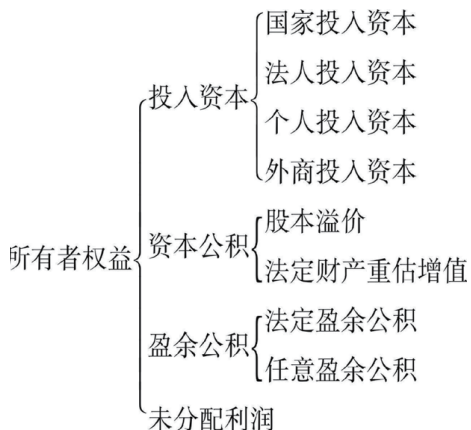 所有者权益
投入资本
国家投入资本
法人投入资本
个人投入资本
外商投入资本
资本公积
股本溢价
法定财产重估增值
盈余公积
法定盈余公积
任意盈余公积
未分配利润